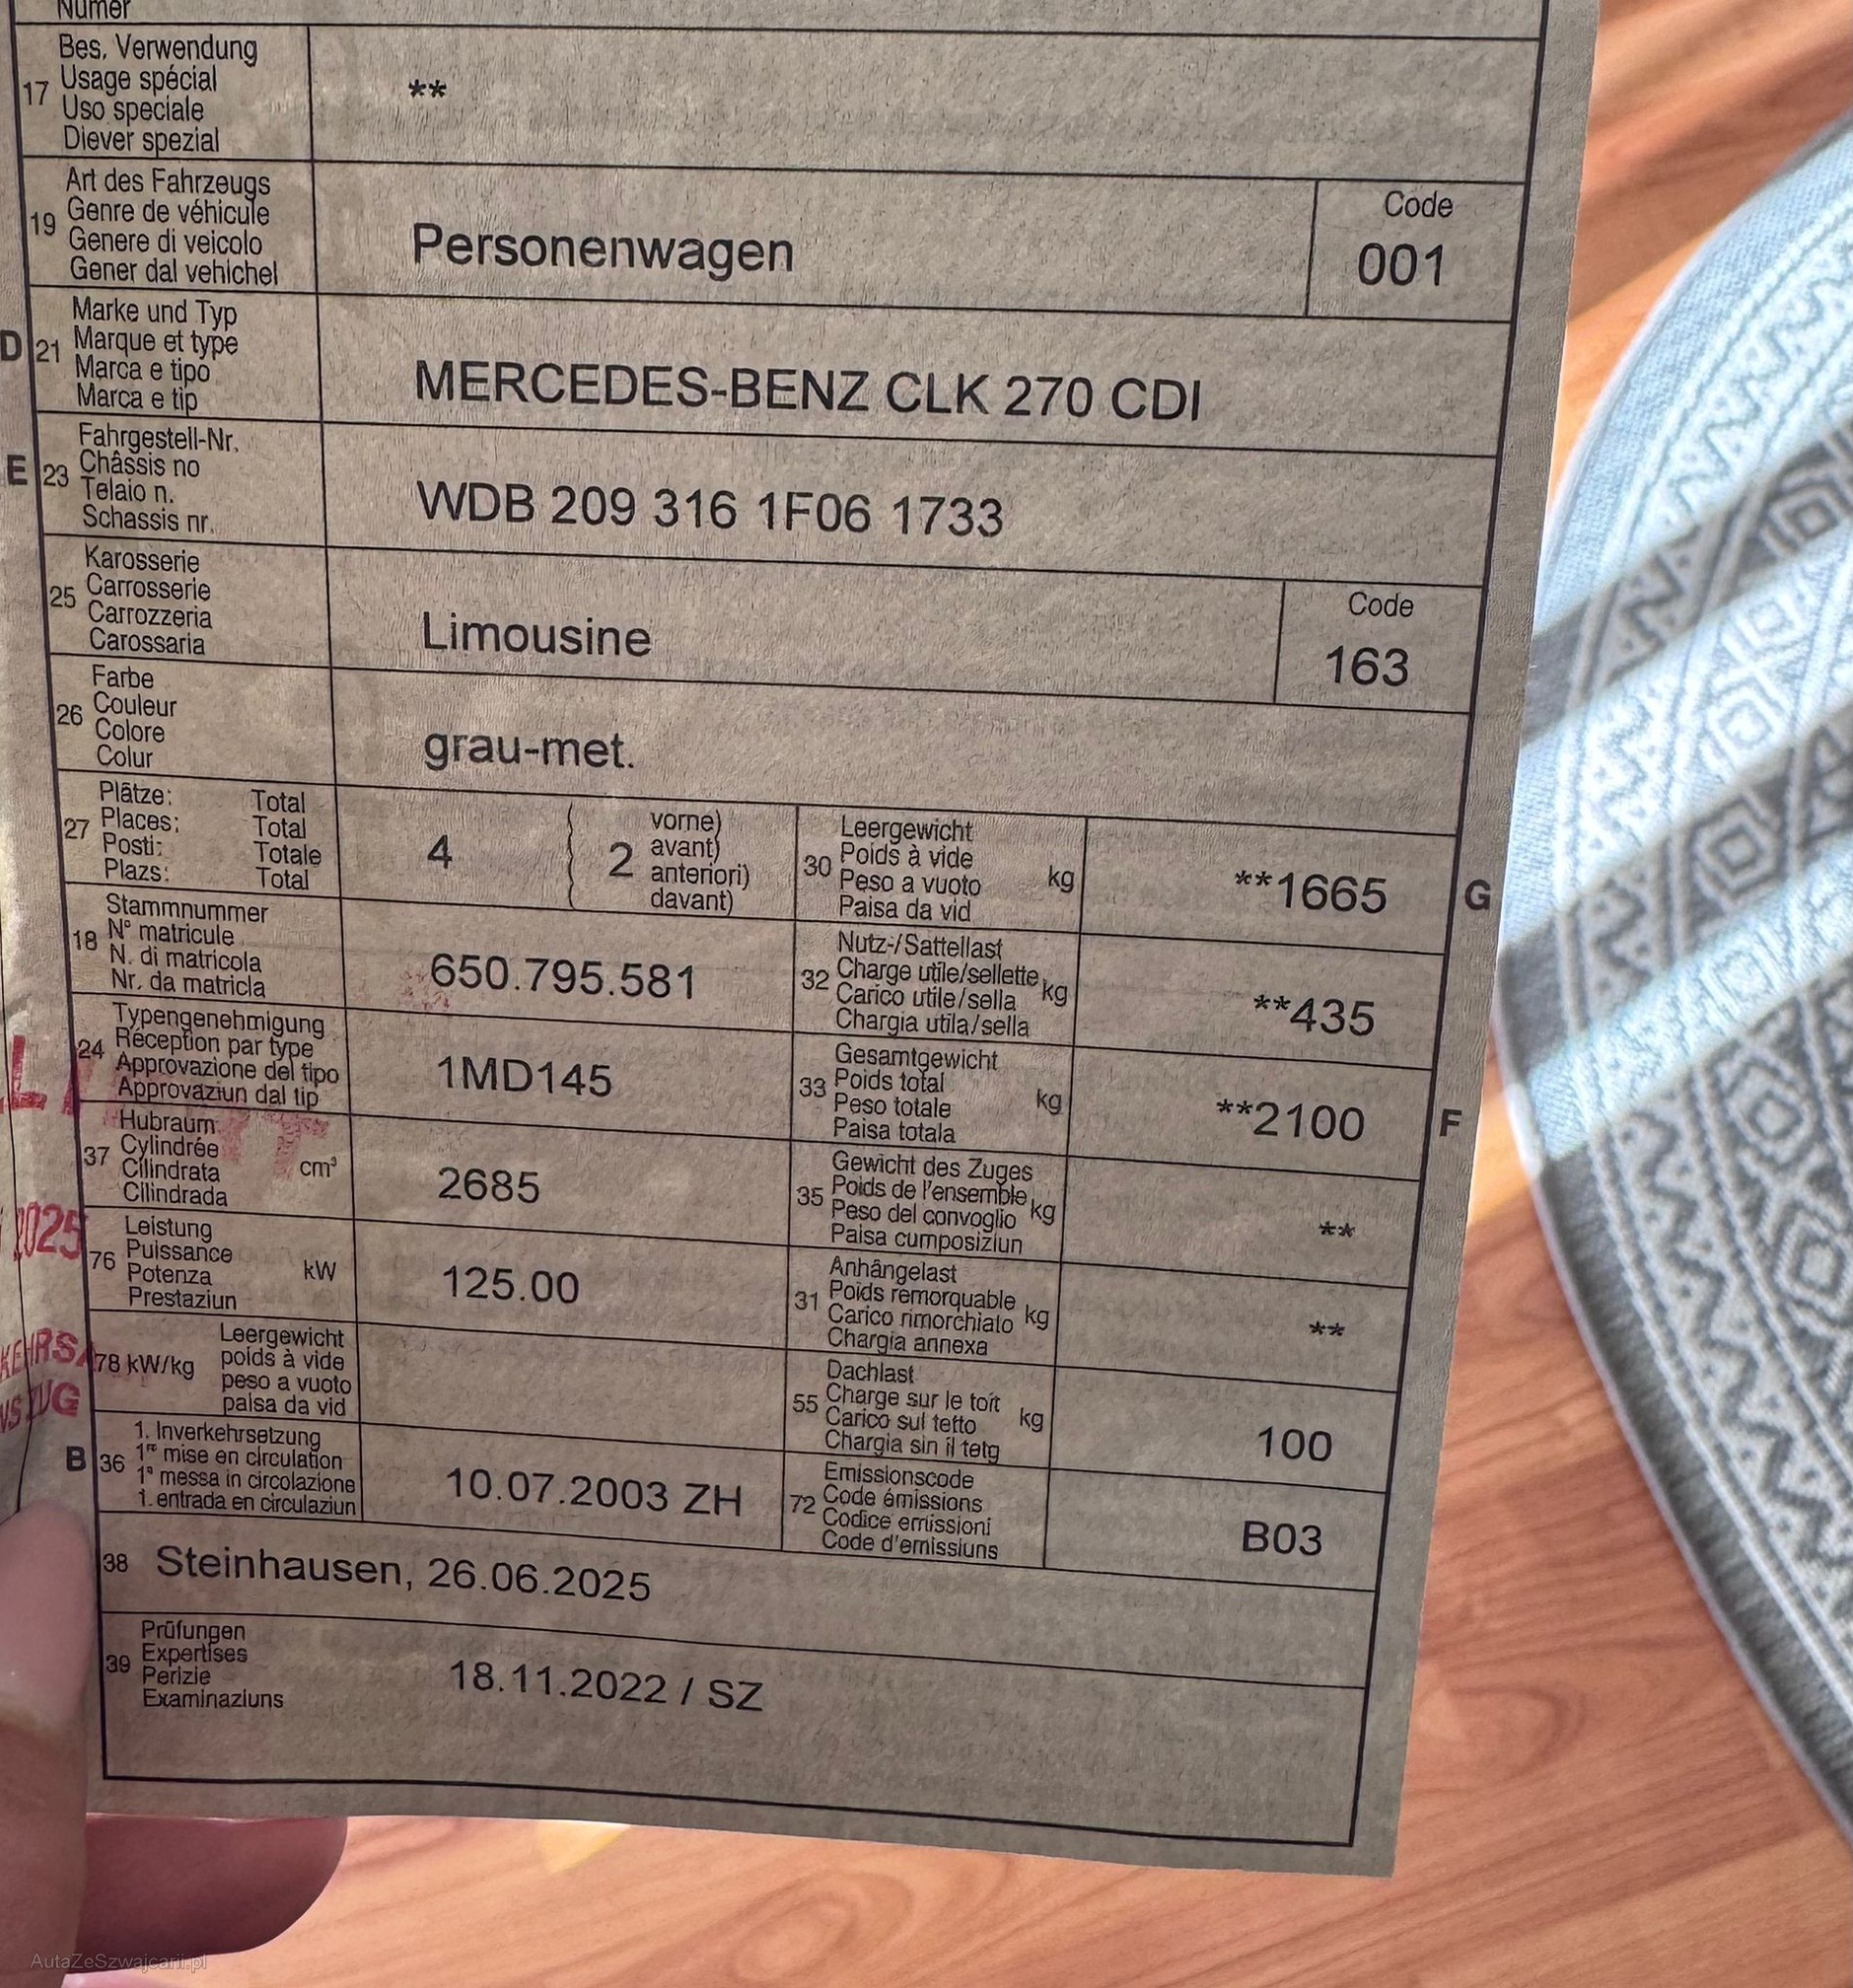 Numer
17 Bes. Verwendung
Usage spécial
Uso speciale
Diever spezial
**
19 Art des Fahrzeugs
Genre de véhicule
Genere di veicolo
Gener dal vehichel
Personenwagen
Code
001
D 21 Marke und Typ
Marque et type
Marca e tipo
Marca e tip
MERCEDES-BENZ CLK 270 CDI
E 23 Fahrgestell-Nr.
Châssis no
Telaio n.
Schassis nr.
WDB 209 316 1F06 1733
25 Karosserie
Carrosserie
Carrozzeria
Carossaria
Limousine
Code
163
26 Farbe
Couleur
Colore
Colur
grau-met.
27 Plätze: Total
Places: Total
Posti: Totale
Plazs: Total
4
2 vorne)
avant)
anteriori)
davant)
30 Leergewicht
Poids à vide
Peso a vuoto
Paisa da vid
kg
**1665
G
18 Stammnummer
N° matricule
N. di matricola
Nr. da matricla
650.795.581
32 Nutz-/Sattellast
Charge utile/sellette
Carico utile/sella
Chargia utila/sella
kg
**435
24 Typengenehmigung
Réception par type
Approvazione del tipo
Approvaziun dal tip
1MD145
33 Gesamtgewicht
Poids total
Peso totale
Paisa totala
kg
**2100
F
37 Hubraum
Cylindrée
Cilindrata
Cilindrada
cm³
2685
35 Gewicht des Zuges
Poids de l'ensemble
Peso del convoglio
Paisa cumposiziun
kg
**
2025
76 Leistung
Puissance
Potenza
Prestaziun
kW
125.00
31 Anhängelast
Poids remorquable
Carico rimorchiato
Chargia annexa
kg
**
78 kW/kg Leergewicht
poids à vide
peso a vuoto
paisa da vid
55 Dachlast
Charge sur le toit
Carico sul tetto
Chargia sin il tetg
kg
100
ZUG
B 36 1. Inverkehrsetzung
1re mise en circulation
1a messa in circolazione
1. entrada en circulaziun
10.07.2003 ZH
72 Emissionscode
Code émissions
Codice emissioni
Code d'emissiuns
B03
38 Steinhausen, 26.06.2025
39 Prüfungen
Expertises
Perizie
Examinaziuns
18.11.2022 / SZ
AutaZeSzwajcarii.pl